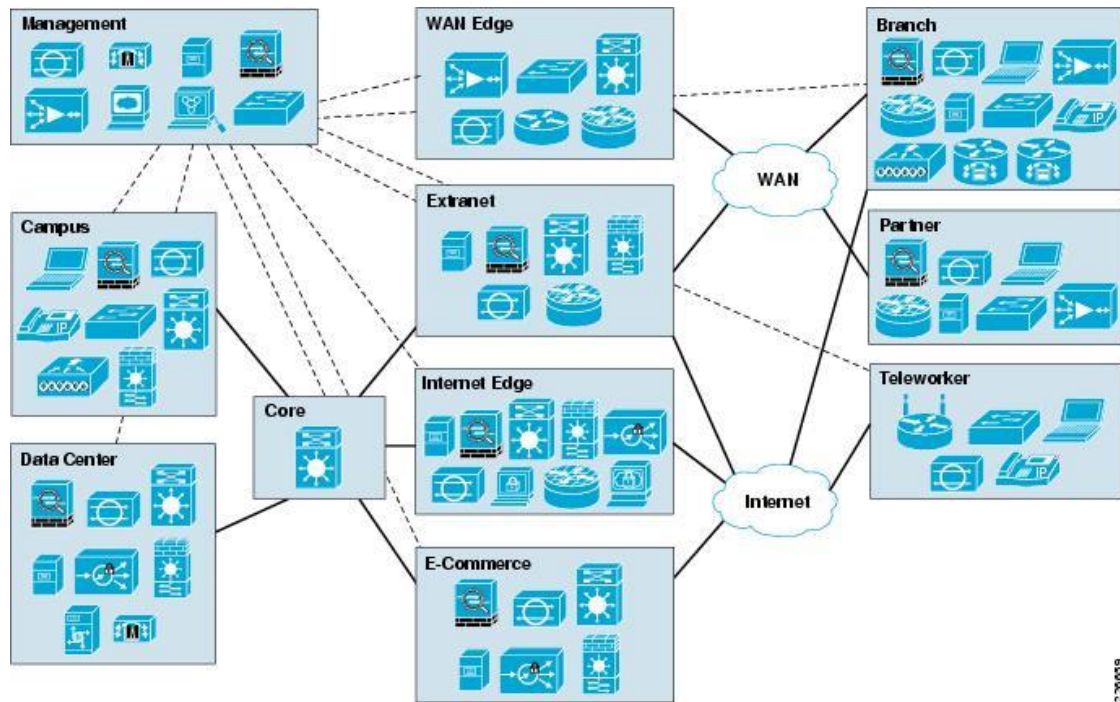 Management
WAN Edge
Branch
IP
WAN
Campus
Extranet
Partner
IP
Core
Internet Edge
Teleworker
IP
Data Center
Internet
E-Commerce